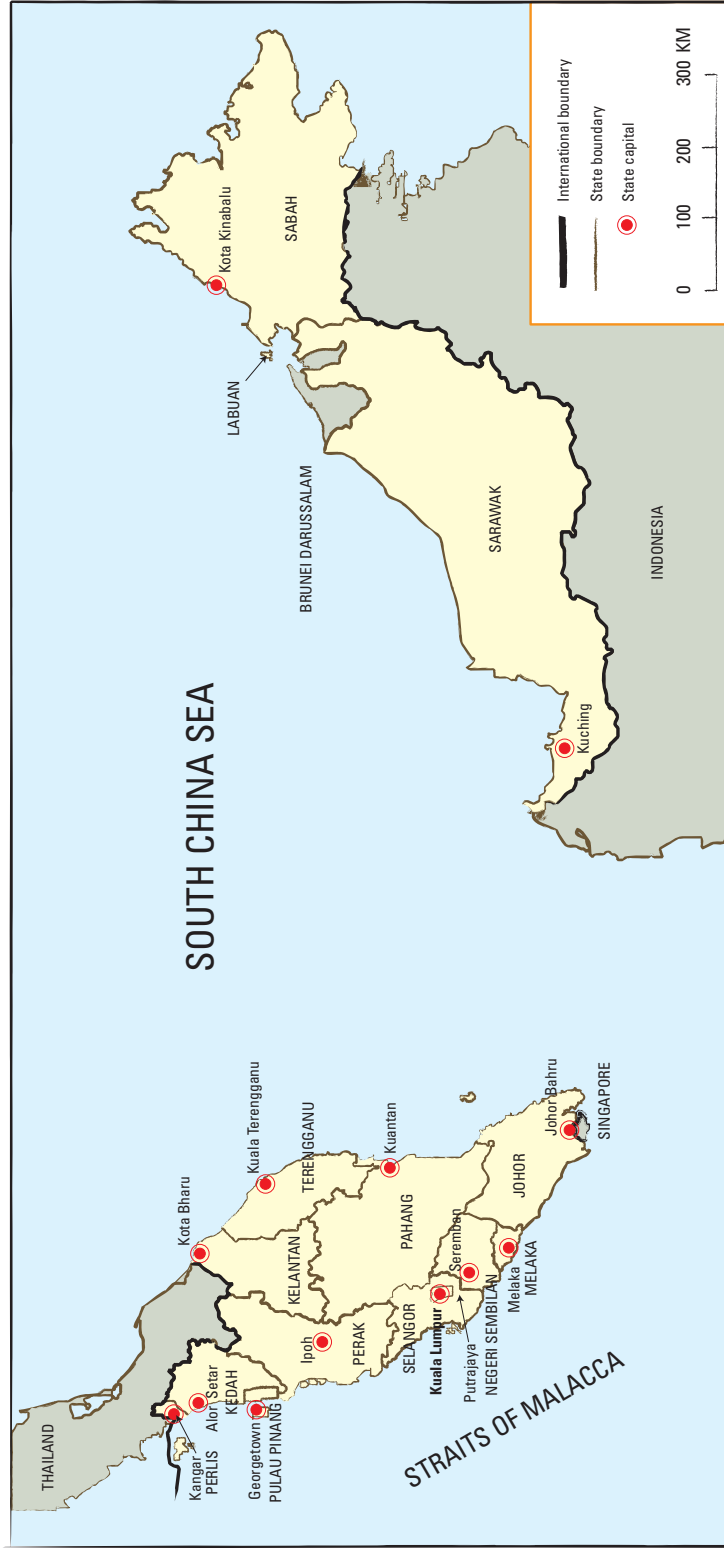 THAILAND
Kangar
PERLIS
Alor Setar
KEDAH
Georgetown
PULAU PINANG
Kota Bharu
Kuala Terengganu
TERENGGANU
KELANTAN
Ipoh
PERAK
Kuantan
PAHANG
SELANGOR
Kuala Lumpur
Putrajaya
Seremban
NEGERI SEMBILAN
Melaka
MELAKA
JOHOR
Johor Bahru
SINGAPORE
STRAITS OF MALACCA
SOUTH CHINA SEA
Kota Kinabalu
SABAH
LABUAN
BRUNEI DARUSSALAM
SARAWAK
Kuching
INDONESIA
International boundary
State boundary
State capital
0 100 200 300 KM